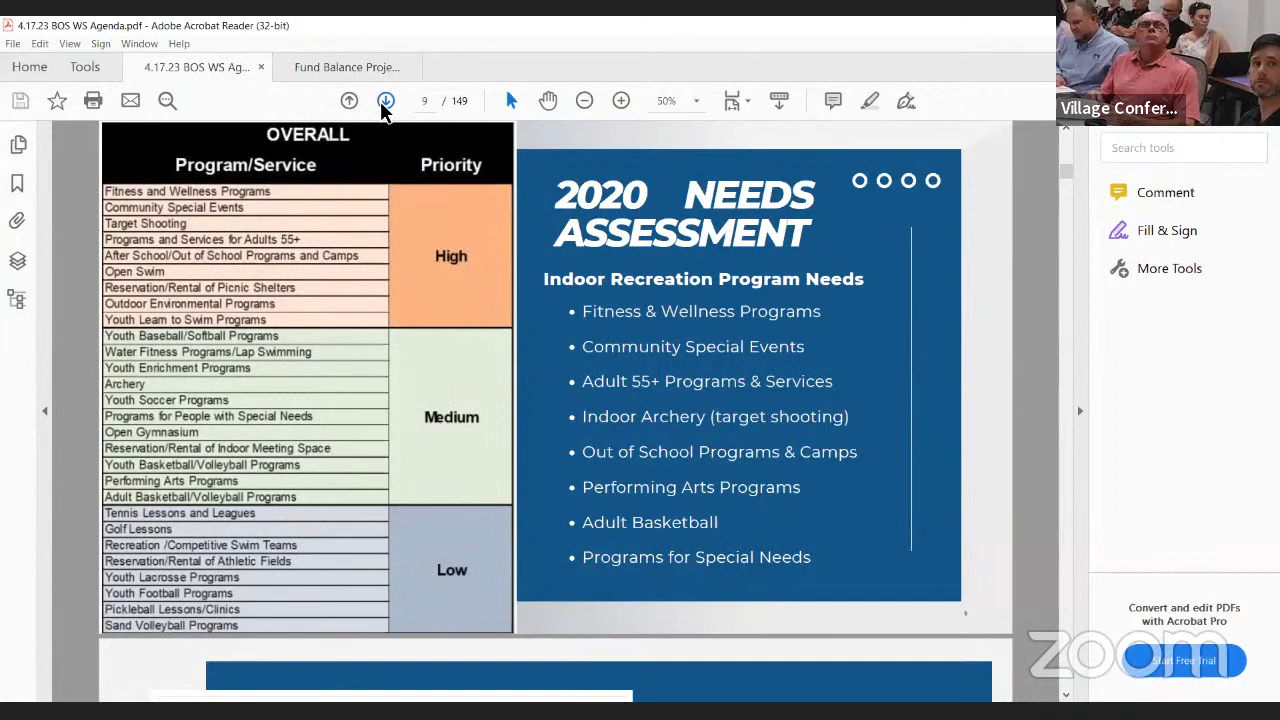 4.17.23 BOS WS Agenda.pdf - Adobe Acrobat Reader (32-bit)
File Edit View Sign Window Help
Home Tools 4.17.23 BOS WS Ag... × Fund Balance Proje...
9 / 149 50%
Village Confer...
OVERALL
Program/Service Priority
Fitness and Wellness Programs
Community Special Events
Target Shooting
Programs and Services for Adults 55+
After School/Out of School Programs and Camps
Open Swim
Reservation/Rental of Picnic Shelters
Outdoor Environmental Programs
Youth Learn to Swim Programs
High
Youth Baseball/Softball Programs
Water Fitness Programs/Lap Swimming
Youth Enrichment Programs
Archery
Youth Soccer Programs
Programs for People with Special Needs
Open Gymnasium
Reservation/Rental of Indoor Meeting Space
Youth Basketball/Volleyball Programs
Performing Arts Programs
Adult Basketball/Volleyball Programs
Medium
Tennis Lessons and Leagues
Golf Lessons
Recreation /Competitive Swim Teams
Reservation/Rental of Athletic Fields
Youth Lacrosse Programs
Youth Football Programs
Pickleball Lessons/Clinics
Sand Volleyball Programs
Low
2020 NEEDS
ASSESSMENT
Indoor Recreation Program Needs
• Fitness & Wellness Programs
• Community Special Events
• Adult 55+ Programs & Services
• Indoor Archery (target shooting)
• Out of School Programs & Camps
• Performing Arts Programs
• Adult Basketball
• Programs for Special Needs
9
Search tools
Comment
Fill & Sign
More Tools
Convert and edit PDFs
with Acrobat Pro
Start Free Trial
zoom